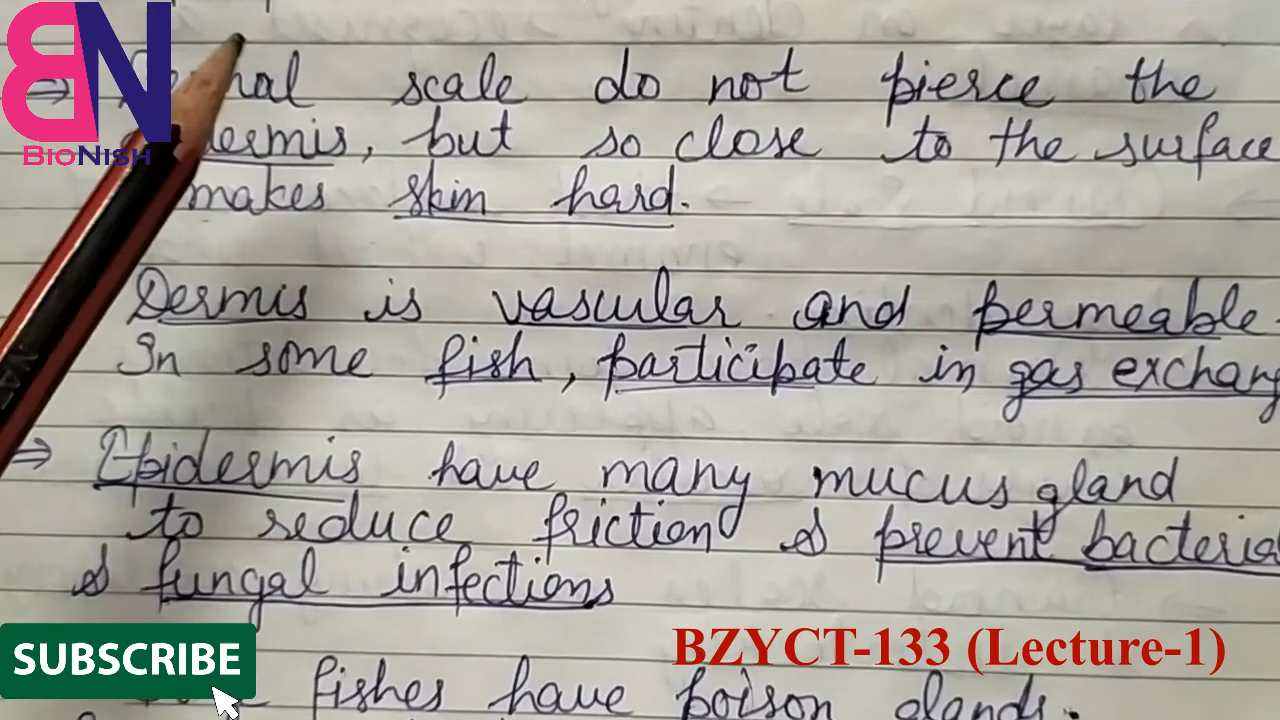 BN
BIONISH
⇒ scale do not pierce the
, but so close to the surface
makes skin hard.
Dermis is vascular and permeable.
In some fish, participate in gas exchang
⇒ Epidermis have many mucus gland
to reduce friction & prevent bacteria
& fungal infections
SUBSCRIBE
BZYCT-133 (Lecture-1)
fishes have poison glands.